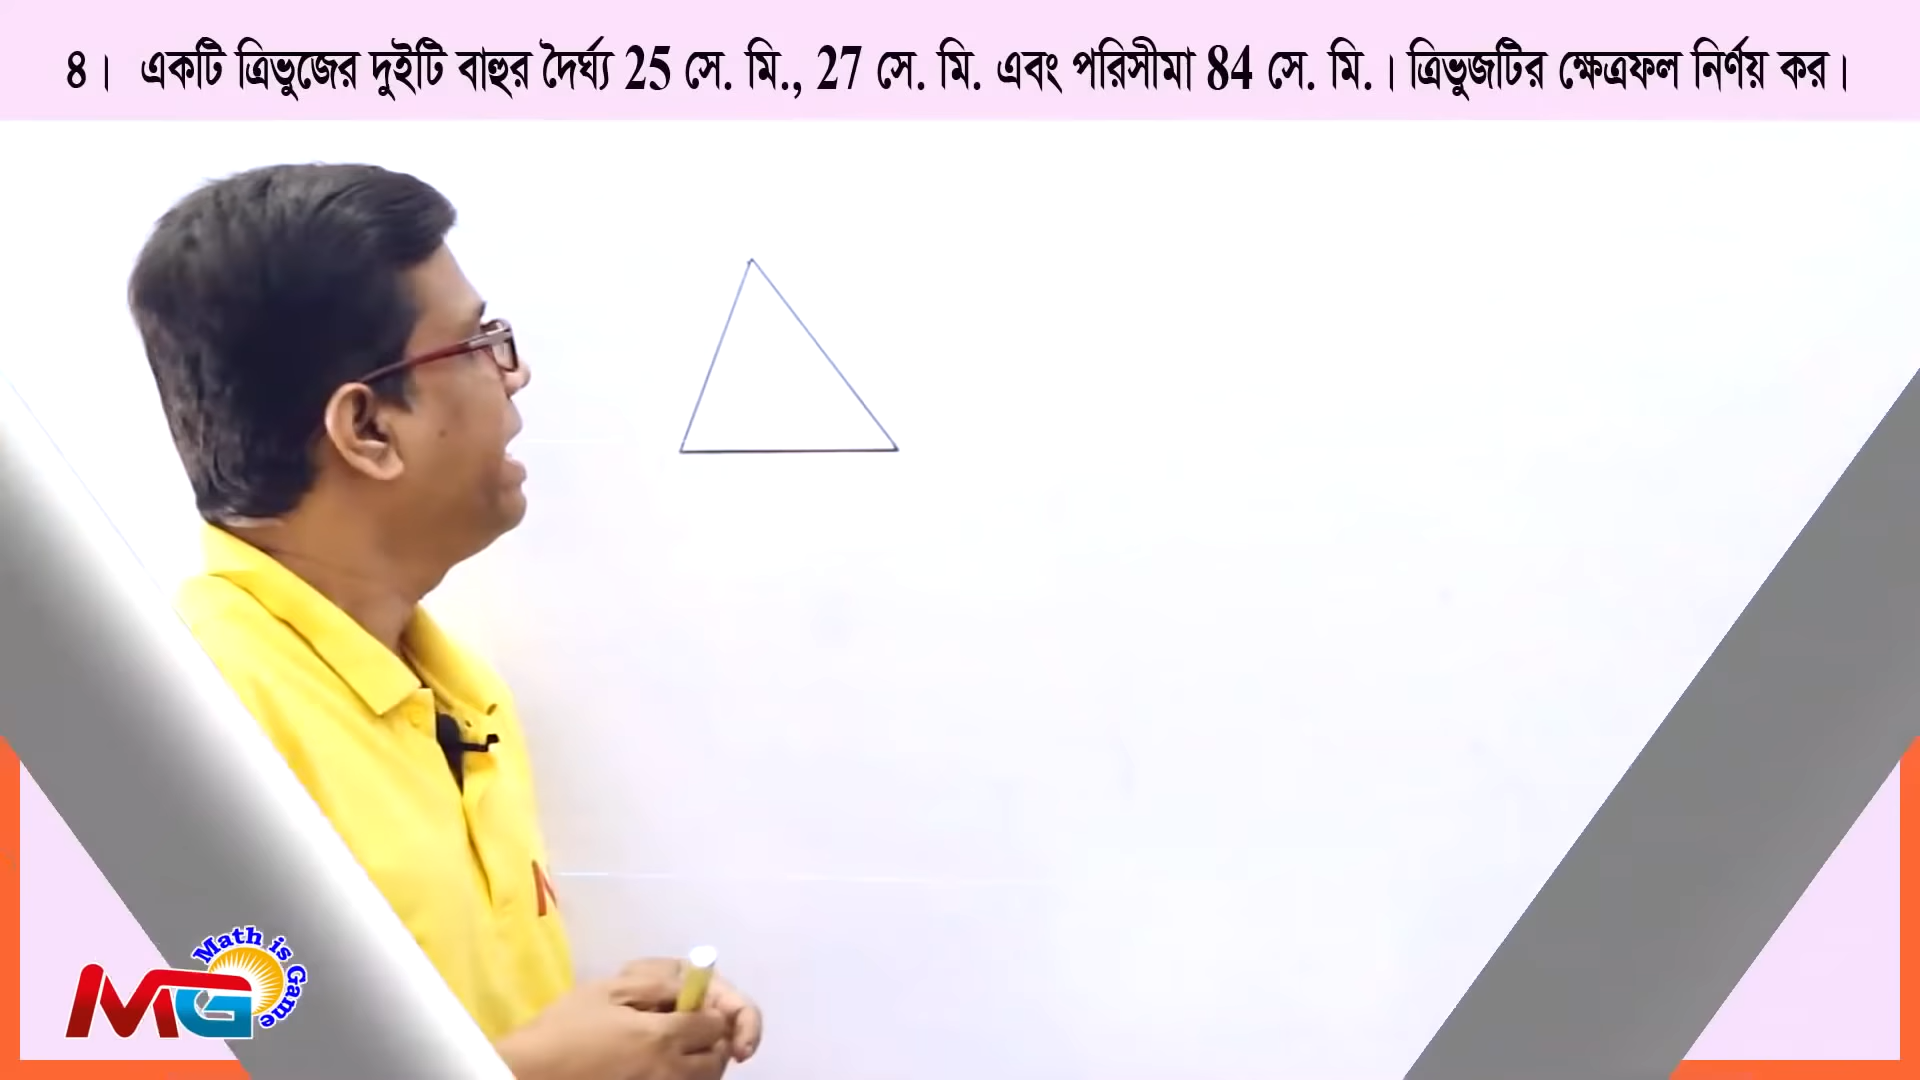 ৪। একটি ত্রিভুজের দুইটি বাহুর দৈর্ঘ্য 25 সে. মি., 27 সে. মি. এবং পরিসীমা 84 সে. মি.। ত্রিভুজটির ক্ষেত্রফল নির্ণয় কর।
Math is Game
MG